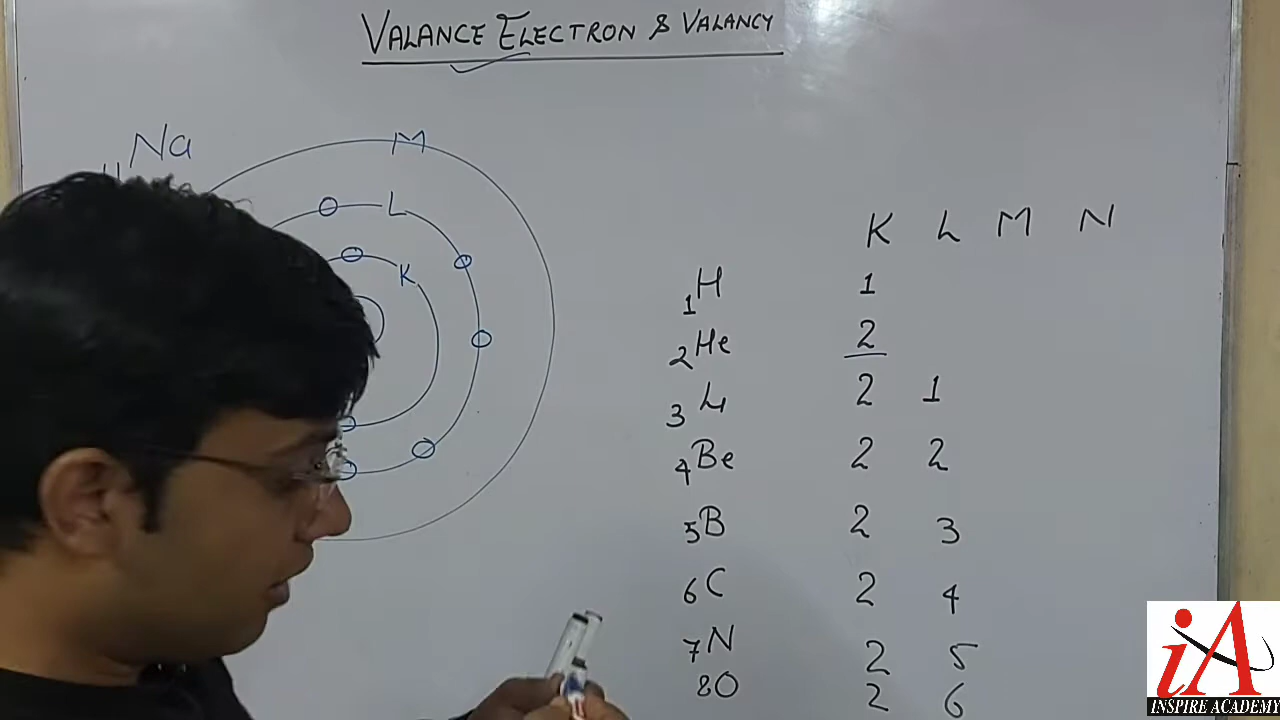 VALANCE ELECTRON & VALANCY
Na
M
L
K
K L M N
1H 1
2He 2
3Li 2 1
4Be 2 2
5B 2 3
6C 2 4
7N 2 5
8O 2 6
iA
INSPIRE ACADEMY